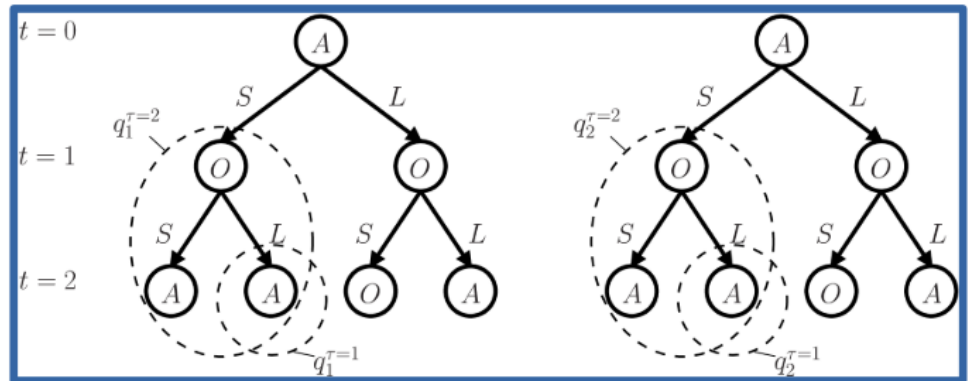 t = 0 A A
S L S L
q_1^{τ=2} q_2^{τ=2}
t = 1 O O O O
S L S L S L S L
t = 2 A A O A A A O A
q_1^{τ=1} q_2^{τ=1}